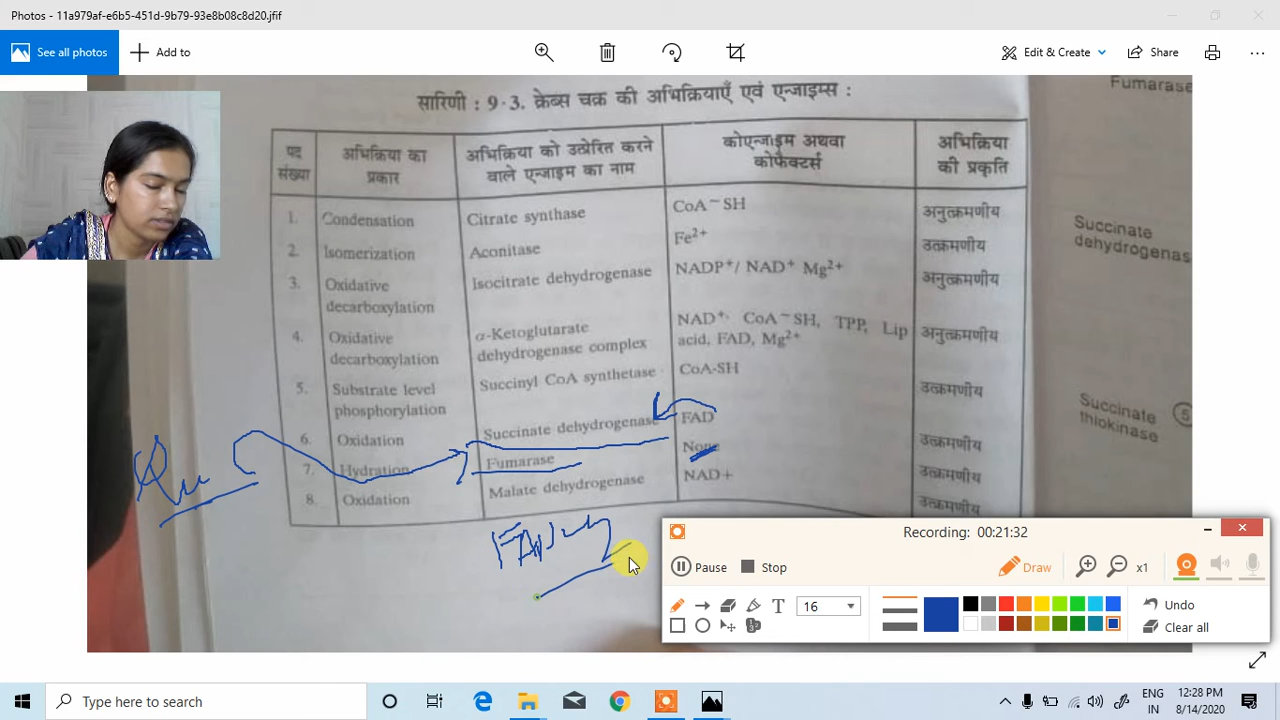 Photos - 11a979af-e6b5-451d-9b79-93e8b08c8d20.jfif
See all photos
Add to
Edit & Create
Share
सारिणी : 9·3. क्रेब्स चक्र की अभिक्रियाएँ एवं एन्जाइम्स :
पद संख्या
अभिक्रिया का प्रकार
अभिक्रिया को उत्प्रेरित करने वाले एन्जाइम का नाम
कोएन्जाइम अथवा कोफैक्टर्स
अभिक्रिया की प्रकृति
1. Condensation Citrate synthase CoA~SH अनुत्क्रमणीय
2. Isomerization Aconitase Fe²⁺ उत्क्रमणीय
3. Oxidative decarboxylation Isocitrate dehydrogenase NADP⁺/ NAD⁺ Mg²⁺ अनुत्क्रमणीय
4. Oxidative decarboxylation α-Ketoglutarate dehydrogenase complex NAD⁺ CoA~SH, TPP, Lip acid, FAD, Mg²⁺ अनुत्क्रमणीय
5. Substrate level phosphorylation Succinyl CoA synthetase CoA-SH उत्क्रमणीय
6. Oxidation Succinate dehydrogenase FAD उत्क्रमणीय
7. Hydration Fumarase None उत्क्रमणीय
8. Oxidation Malate dehydrogenase NAD+ उत्क्रमणीय
Fumarase
Succinate
dehydrogenas
Succinate
thiokinase
5
Recording: 00:21:32
Pause
Stop
Draw
x1
T
16
Undo
Clear all
Type here to search
ENG
IN
12:28 PM
8/14/2020